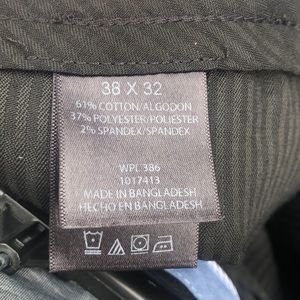 38 X 32
61% COTTON/ALGODON
37% POLYESTER/POLIESTER
2% SPANDEX/SPANDEX
WPL 386
1017413
MADE IN BANGLADESH
HECHO EN BANGLADESH